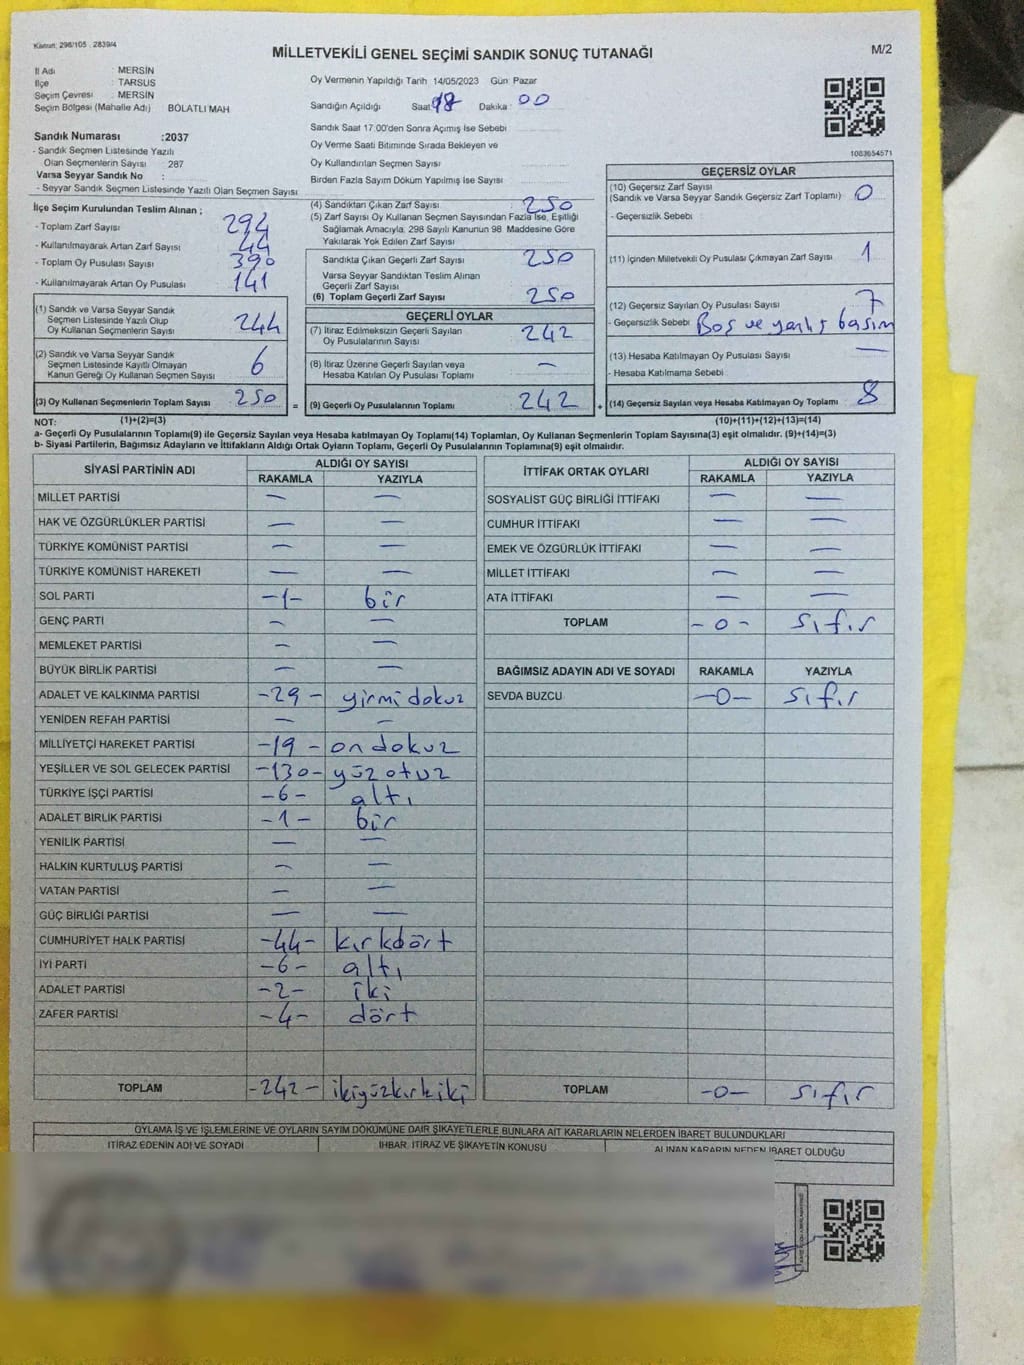 Kanun: 298/105 . 2839/4
MİLLETVEKİLİ GENEL SEÇİMİ SANDIK SONUÇ TUTANAĞI
M/2
İl Adı : MERSİN
İlçe : TARSUS
Seçim Çevresi : MERSİN
Seçim Bölgesi (Mahalle Adı) BOLATLI MAH
Oy Vermenin Yapıldığı Tarih 14/05/2023 Gün: Pazar
Sandığın Açıldığı Saat 18 Dakika : 00
Sandık Saat 17:00'den Sonra Açımış İse Sebebi
Oy Verme Saati Bitiminde Sırada Bekleyen ve
Oy Kullandırılan Seçmen Sayısı
Birden Fazla Sayım Döküm Yapılmış İse Sayısı
1083654571
Sandık Numarası :2037
- Sandık Seçmen Listesinde Yazılı
Olan Seçmenlerin Sayısı 287
Varsa Seyyar Sandık No :
- Seyyar Sandık Seçmen Listesinde Yazılı Olan Seçmen Sayısı
İlçe Seçim Kurulundan Teslim Alınan ;
- Toplam Zarf Sayısı 294
- Kullanılmayarak Artan Zarf Sayısı 44
- Toplam Oy Pusulası Sayısı 390
- Kullanılmayarak Artan Oy Pusulası 141
(1) Sandık ve Varsa Seyyar Sandık
Seçmen Listesinde Yazılı Olup
Oy Kullanan Seçmenlerin Sayısı 244
(2) Sandık ve Varsa Seyyar Sandık
Seçmen Listesinde Kayıtlı Olmayan
Kanun Gereği Oy Kullanan Seçmen Sayısı 6
(3) Oy Kullanan Seçmenlerin Toplam Sayısı 250 =
(4) Sandıktan Çıkan Zarf Sayısı : 250
(5) Zarf Sayısı Oy Kullanan Seçmen Sayısından Fazla İse, Eşitliği
Sağlamak Amacıyla, 298 Sayılı Kanunun 98. Maddesine Göre
Yakılarak Yok Edilen Zarf Sayısı
Sandıkta Çıkan Geçerli Zarf Sayısı 250
Varsa Seyyar Sandıktan Teslim Alınan
Geçerli Zarf Sayısı
(6) Toplam Geçerli Zarf Sayısı 250
GEÇERLİ OYLAR
(7) İtiraz Edilmeksizin Geçerli Sayılan
Oy Pusulalarının Sayısı 242
(8) İtiraz Üzerine Geçerli Sayılan veya
Hesaba Katılan Oy Pusulası Toplamı —
(9) Geçerli Oy Pusulalarının Toplamı 242 +
GEÇERSİZ OYLAR
(10) Geçersiz Zarf Sayısı
(Sandık ve Varsa Seyyar Sandık Geçersiz Zarf Toplamı) 0
- Geçersizlik Sebebi
(11) İçinden Milletvekili Oy Pusulası Çıkmayan Zarf Sayısı 1
(12) Geçersiz Sayılan Oy Pusulası Sayısı 7
- Geçersizlik Sebebi Boş ve yanlış basım
(13) Hesaba Katılmayan Oy Pusulası Sayısı —
- Hesaba Katılmama Sebebi
(14) Geçersiz Sayılan veya Hesaba Katılmayan Oy Toplamı 8
NOT: (1)+(2)=(3) (10)+(11)+(12)+(13)=(14)
a- Geçerli Oy Pusulalarının Toplamı(9) ile Geçersiz Sayılan veya Hesaba katılmayan Oy Toplamı(14) Toplamları, Oy Kullanan Seçmenlerin Toplam Sayısına(3) eşit olmalıdır. (9)+(14)=(3)
b- Siyasi Partilerin, Bağımsız Adayların ve İttifakların Aldığı Ortak Oyların Toplamı, Geçerli Oy Pusulalarının Toplamına(9) eşit olmalıdır.
SİYASİ PARTİNİN ADI ALDIĞI OY SAYISI
RAKAMLA YAZIYLA
MİLLET PARTİSİ — —
HAK VE ÖZGÜRLÜKLER PARTİSİ — —
TÜRKİYE KOMÜNİST PARTİSİ — —
TÜRKİYE KOMÜNİST HAREKETİ — —
SOL PARTİ -1- bir
GENÇ PARTİ — —
MEMLEKET PARTİSİ — —
BÜYÜK BİRLİK PARTİSİ — —
ADALET VE KALKINMA PARTİSİ -29- yirmi dokuz
YENİDEN REFAH PARTİSİ — —
MİLLİYETÇİ HAREKET PARTİSİ -19- on dokuz
YEŞİLLER VE SOL GELECEK PARTİSİ -130- yüz otuz
TÜRKİYE İŞÇİ PARTİSİ -6- altı
ADALET BİRLİK PARTİSİ -1- bir
YENİLİK PARTİSİ — —
HALKIN KURTULUŞ PARTİSİ — —
VATAN PARTİSİ — —
GÜÇ BİRLİĞİ PARTİSİ — —
CUMHURİYET HALK PARTİSİ -44- kırkdört
İYİ PARTİ -6- altı
ADALET PARTİSİ -2- iki
ZAFER PARTİSİ -4- dört
TOPLAM -242- ikiyüzkırkiki
İTTİFAK ORTAK OYLARI ALDIĞI OY SAYISI
RAKAMLA YAZIYLA
SOSYALİST GÜÇ BİRLİĞİ İTTİFAKI — —
CUMHUR İTTİFAKI — —
EMEK VE ÖZGÜRLÜK İTTİFAKI — —
MİLLET İTTİFAKI — —
ATA İTTİFAKI — —
TOPLAM -0- sıfır
BAĞIMSIZ ADAYIN ADI VE SOYADI RAKAMLA YAZIYLA
SEVDA BUZCU -0- sıfır
TOPLAM -0- sıfır
OYLAMA İŞ VE İŞLEMLERİNE VE OYLARIN SAYIM DÖKÜMÜNE DAİR ŞİKAYETLERLE BUNLARA AİT KARARLARIN NELERDEN İBARET BULUNDUKLARI
İTİRAZ EDENİN ADI VE SOYADI İHBAR, İTİRAZ VE ŞİKAYETİN KONUSU ALINAN KARARIN NEDEN İBARET OLDUĞU